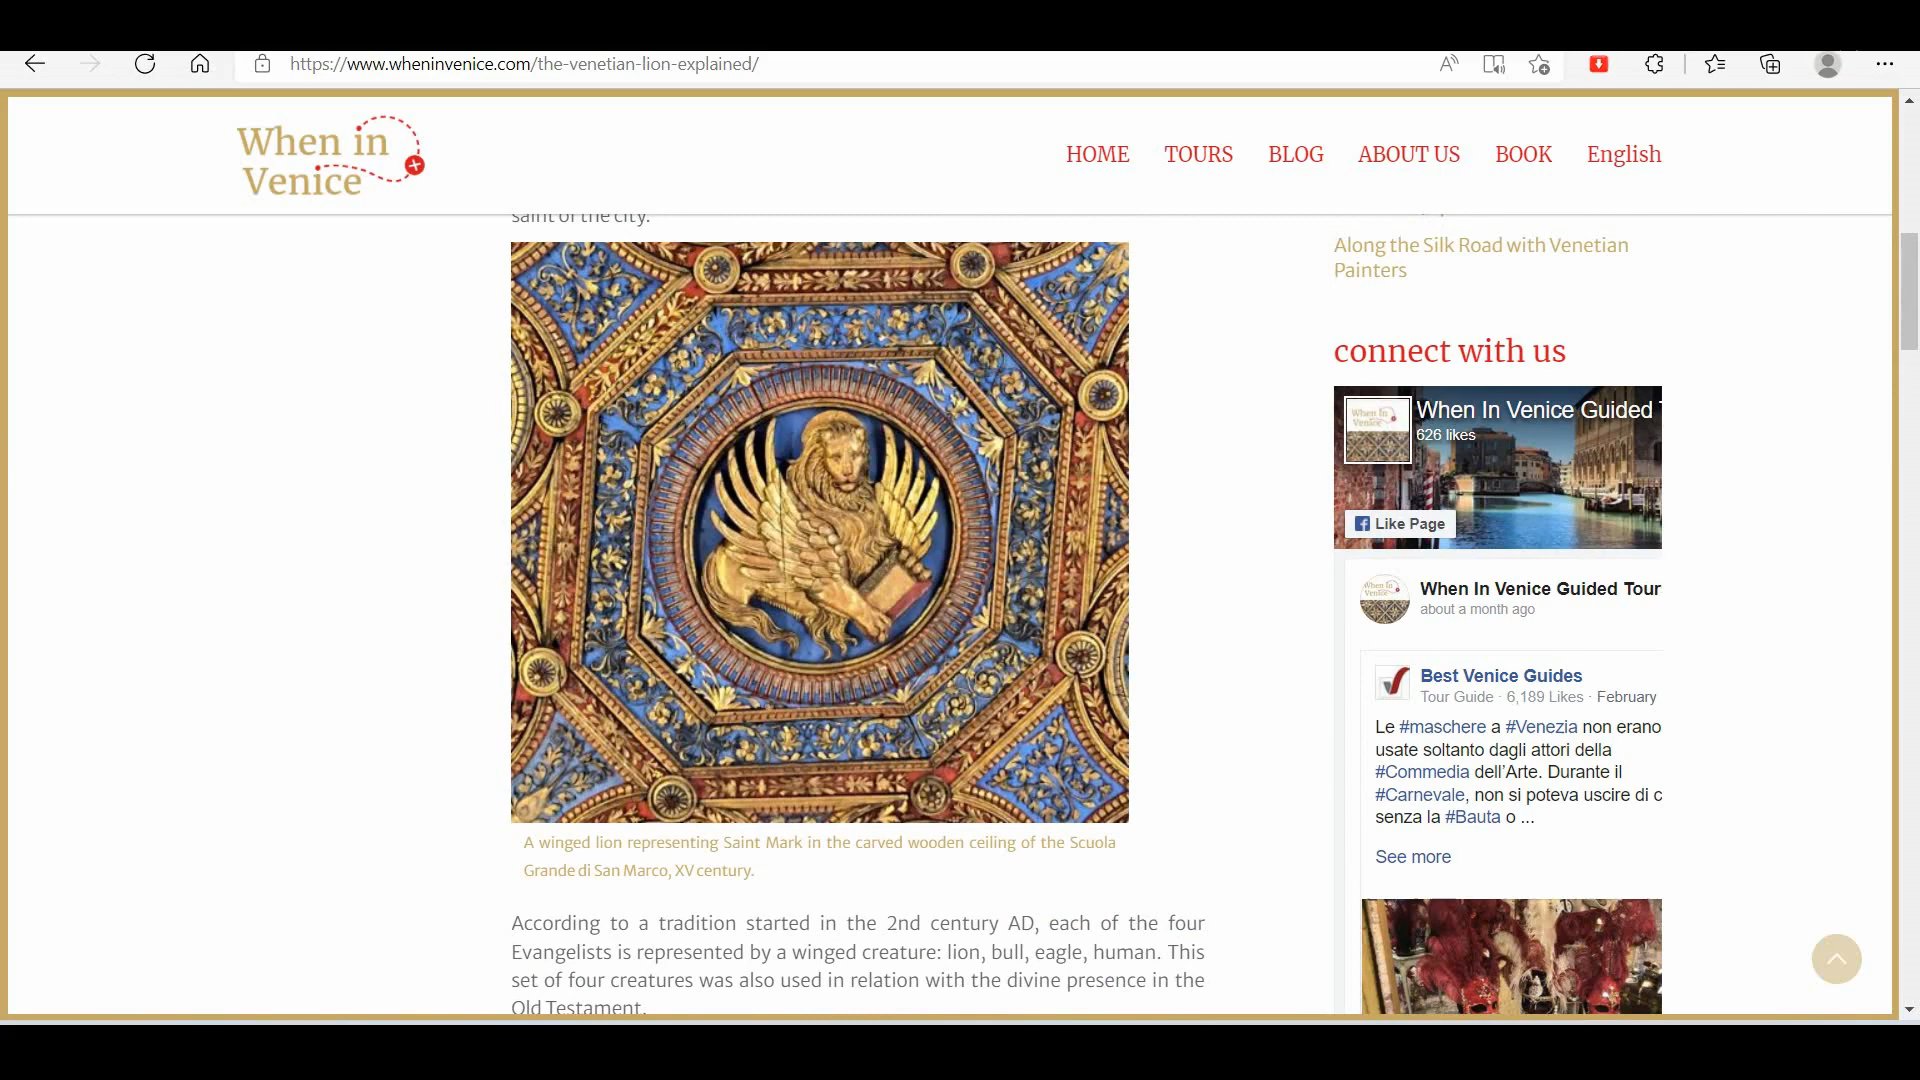 https://www.wheninvenice.com/the-venetian-lion-explained/
When in
Venice
HOME TOURS BLOG ABOUT US BOOK English
saint of the city.
A winged lion representing Saint Mark in the carved wooden ceiling of the Scuola
Grande di San Marco, XV century.
According to a tradition started in the 2nd century AD, each of the four
Evangelists is represented by a winged creature: lion, bull, eagle, human. This
set of four creatures was also used in relation with the divine presence in the
Old Testament.
Along the Silk Road with Venetian
Painters
connect with us
When In Venice Guided
626 likes
Like Page
When In Venice Guided Tour
about a month ago
Best Venice Guides
Tour Guide · 6,189 Likes · February
Le #maschere a #Venezia non erano
usate soltanto dagli attori della
#Commedia dell'Arte. Durante il
#Carnevale, non si poteva uscire di c
senza la #Bauta o ...
See more